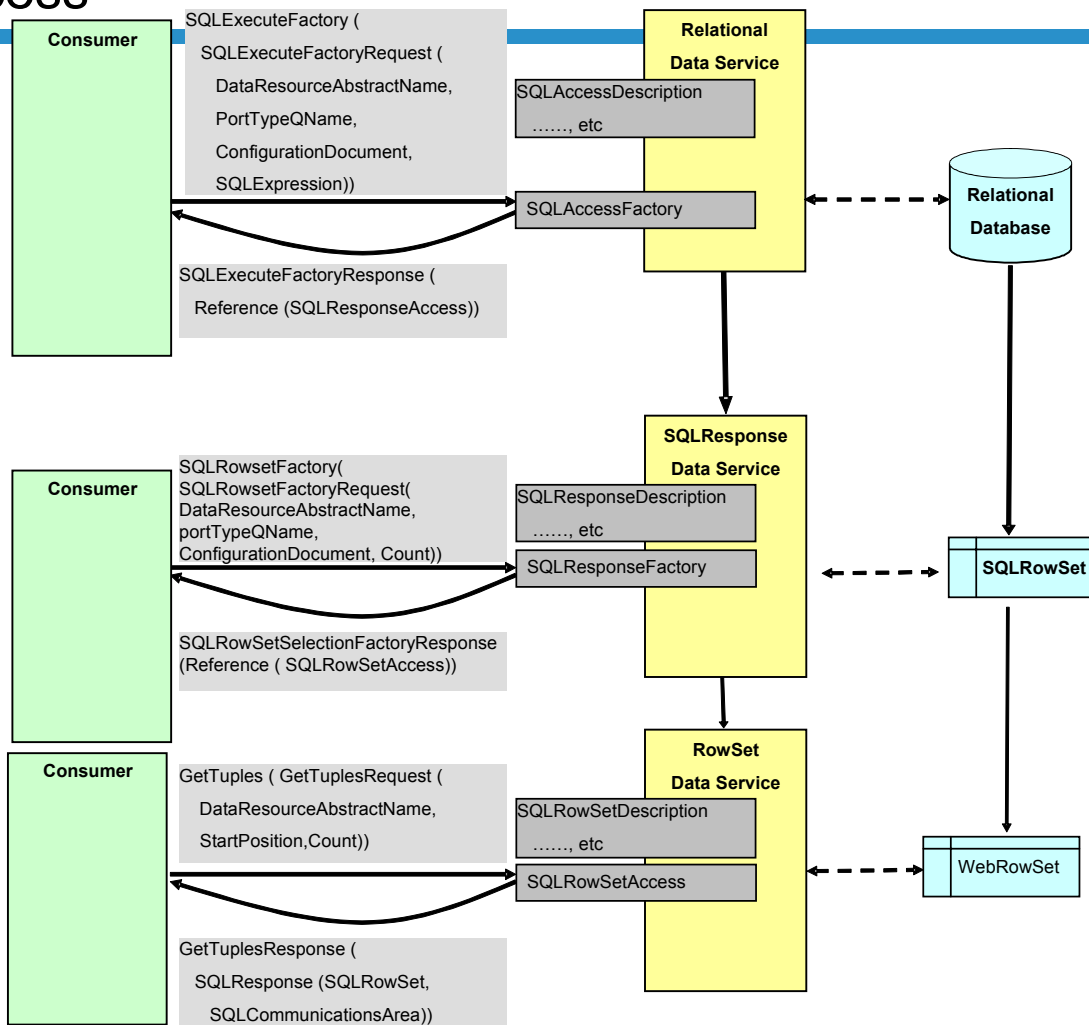 Consumer
SQLExecuteFactory (
SQLExecuteFactoryRequest (
DataResourceAbstractName,
PortTypeQName,
ConfigurationDocument,
SQLExpression))
Relational
Data Service
SQLAccessDescription
……, etc
SQLAccessFactory
Relational
Database
SQLExecuteFactoryResponse (
Reference (SQLResponseAccess))
Consumer
SQLRowsetFactory(
SQLRowsetFactoryRequest(
DataResourceAbstractName,
portTypeQName,
ConfigurationDocument, Count))
SQLResponse
Data Service
SQLResponseDescription
……, etc
SQLResponseFactory
SQLRowSet
SQLRowSetSelectionFactoryResponse
(Reference ( SQLRowSetAccess))
Consumer
GetTuples ( GetTuplesRequest (
DataResourceAbstractName,
StartPosition,Count))
RowSet
Data Service
SQLRowSetDescription
……, etc
SQLRowSetAccess
WebRowSet
GetTuplesResponse (
SQLResponse (SQLRowSet,
SQLCommunicationsArea))